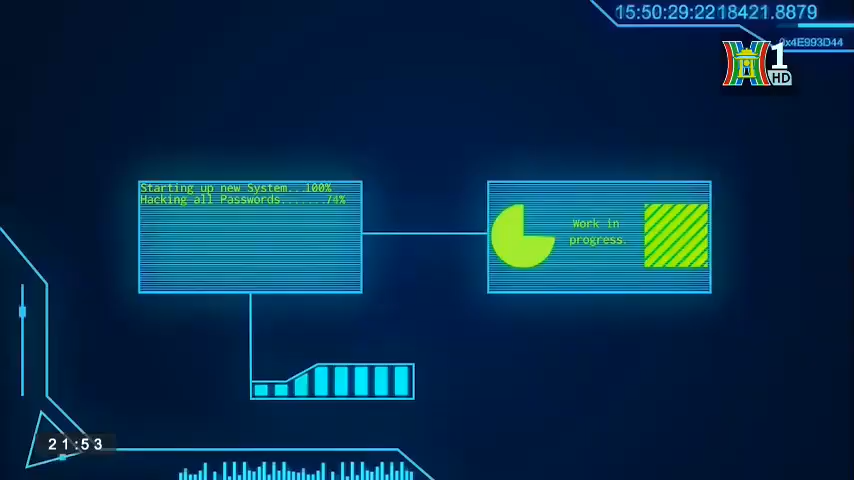 15:50:29:2218421.8879
0x4E993D44
1
HD
Starting up new System...100%
Hacking all Passwords.......74%
Work in
progress.
21:53